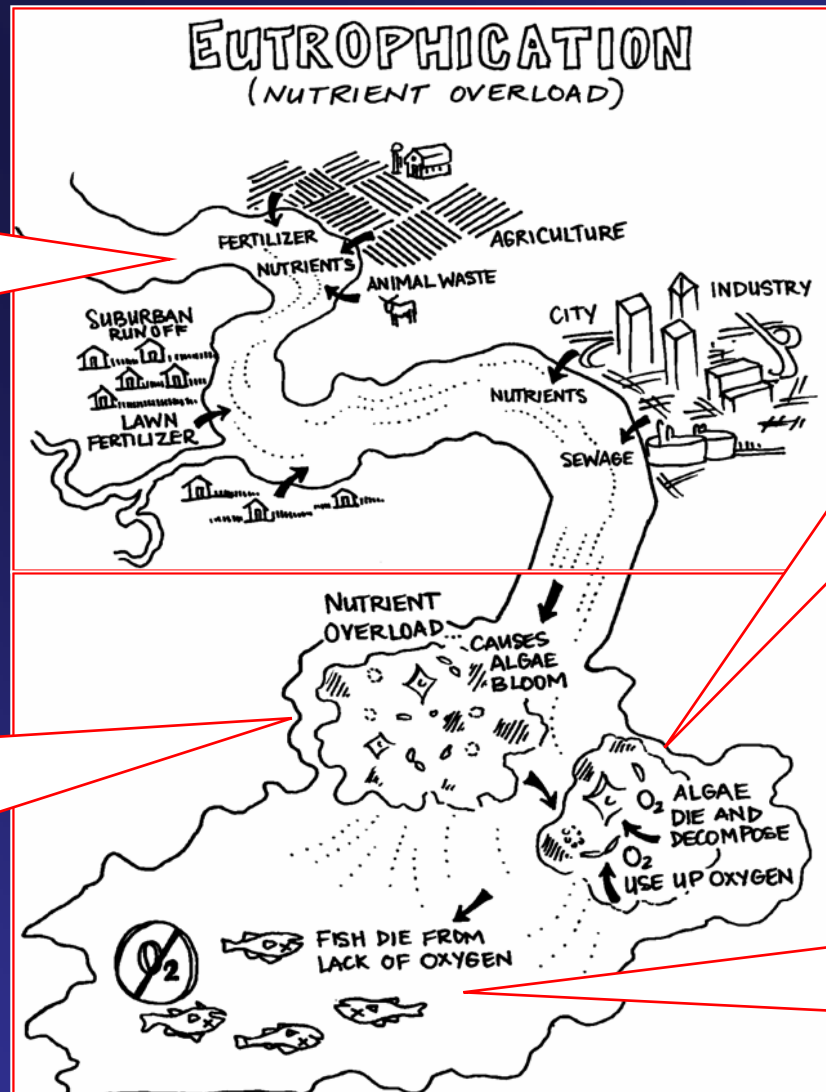 EUTROPHICATION
(NUTRIENT OVERLOAD)
FERTILIZER
NUTRIENTS
AGRICULTURE
ANIMAL WASTE
SUBURBAN
RUNOFF
LAWN
FERTILIZER
CITY
INDUSTRY
NUTRIENTS
SEWAGE
NUTRIENT
OVERLOAD...
CAUSES
ALGAE
BLOOM
O2 ALGAE
DIE AND
DECOMPOSE
O2
USE UP OXYGEN
FISH DIE FROM
LACK OF OXYGEN
O2